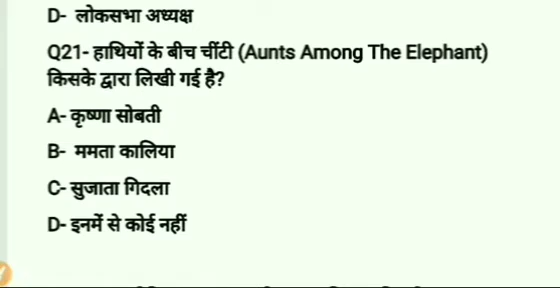 D- लोकसभा अध्यक्ष
Q21- हाथियों के बीच चींटी (Aunts Among The Elephant)
किसके द्वारा लिखी गई है?
A- कृष्णा सोबती
B- ममता कालिया
C- सुजाता गिदला
D- इनमें से कोई नहीं